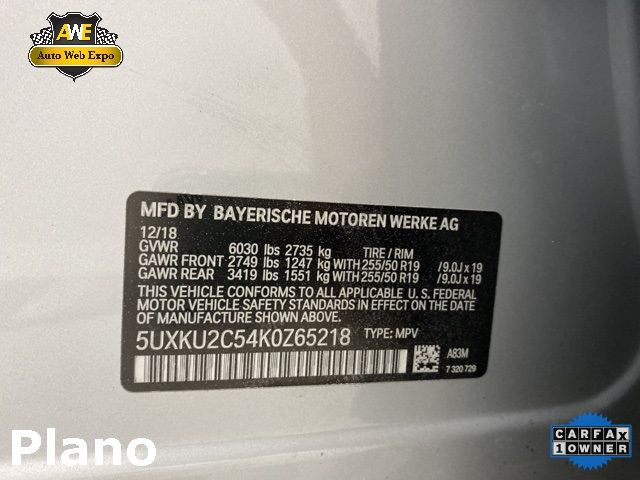 AWE
Auto Web Expo
MFD BY BAYERISCHE MOTOREN WERKE AG
12/18
GVWR 6030 lbs 2735 kg TIRE / RIM
GAWR FRONT 2749 lbs 1247 kg WITH 255/50 R19 /9.0J x 19
GAWR REAR 3419 lbs 1551 kg WITH 255/50 R19 /9.0J x 19
THIS VEHICLE CONFORMS TO ALL APPLICABLE U. S. FEDERAL
MOTOR VEHICLE SAFETY STANDARDS IN EFFECT ON THE DATE
OF MANUFACTURE SHOWN ABOVE.
5UXKU2C54K0Z65218 TYPE: MPV
A83M
7 320 729
Plano
CARFAX
1 OWNER